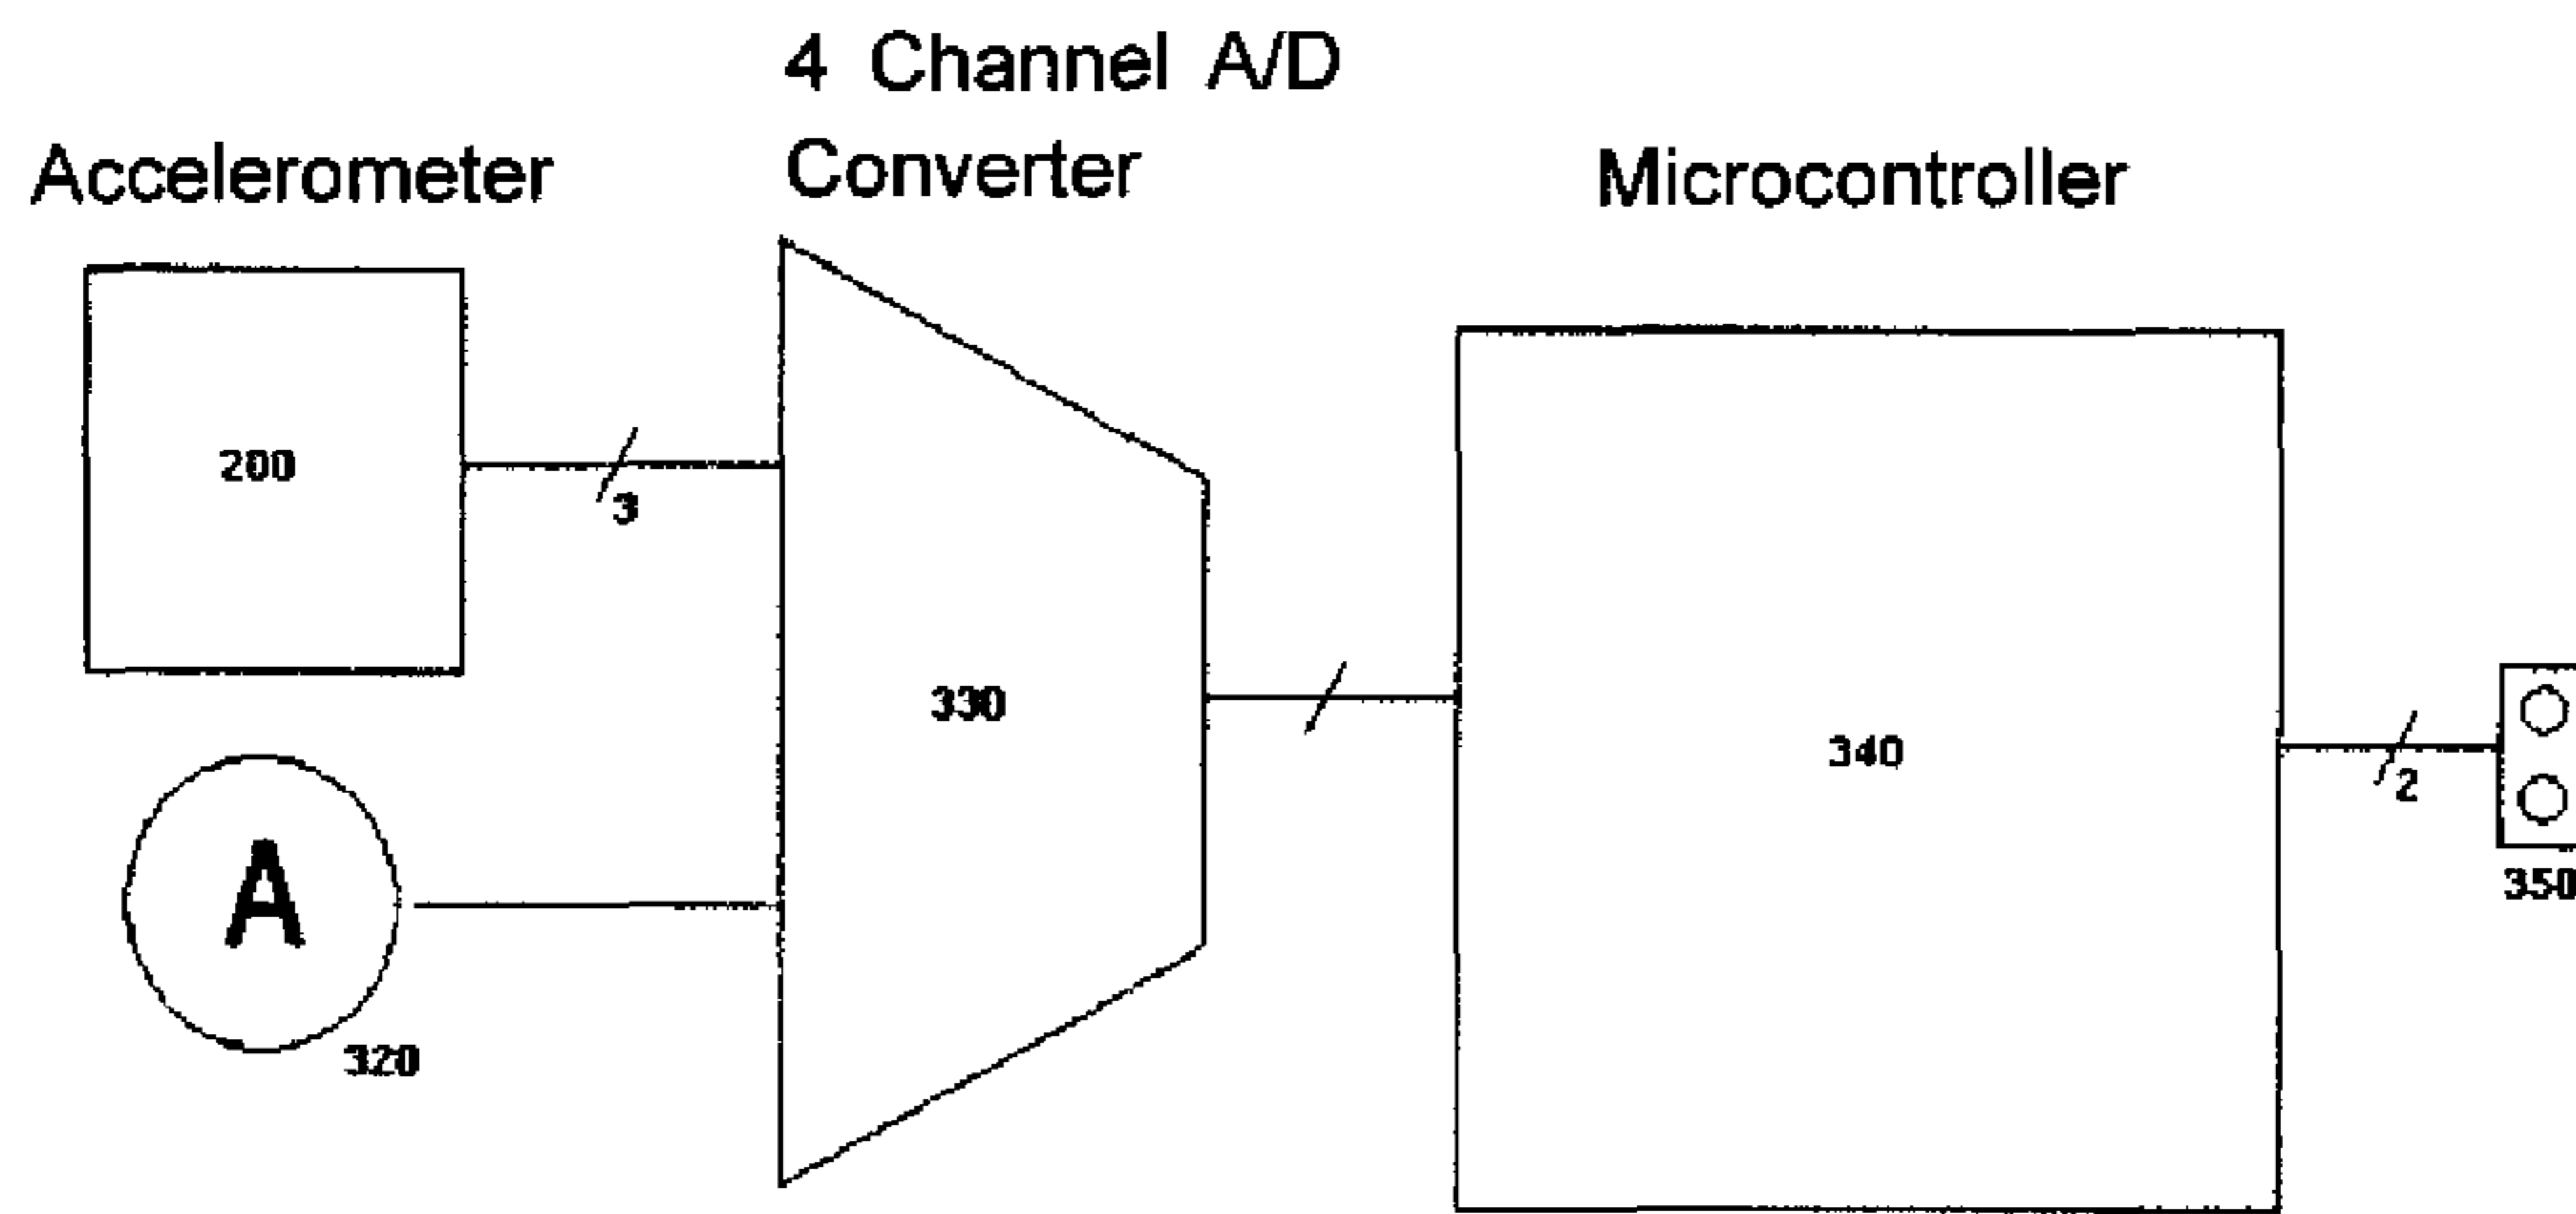 4 Channel A/D
Converter
Accelerometer
Microcontroller
200
3
330
340
2
350
A
320